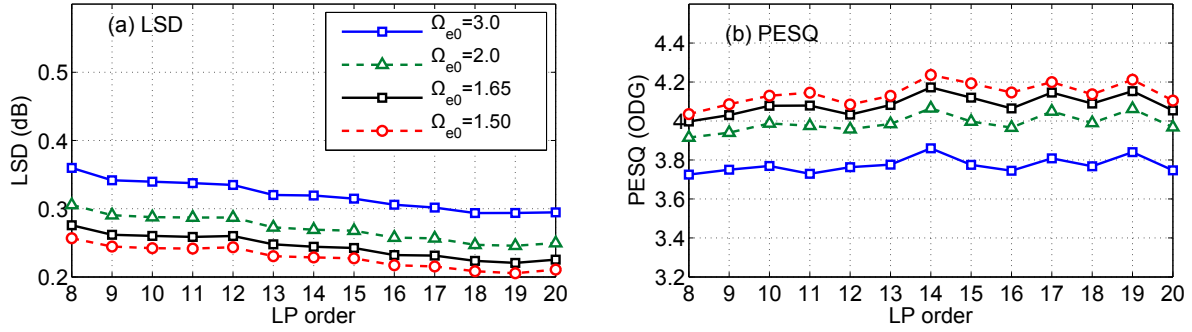 (a) LSD
Ωe0=3.0
Ωe0=2.0
Ωe0=1.65
Ωe0=1.50
LSD (dB)
0.5
0.4
0.3
0.2
8 9 10 11 12 13 14 15 16 17 18 19 20
LP order
(b) PESQ
PESQ (ODG)
4.4
4.2
4
3.8
3.6
3.4
3.2
8 9 10 11 12 13 14 15 16 17 18 19 20
LP order